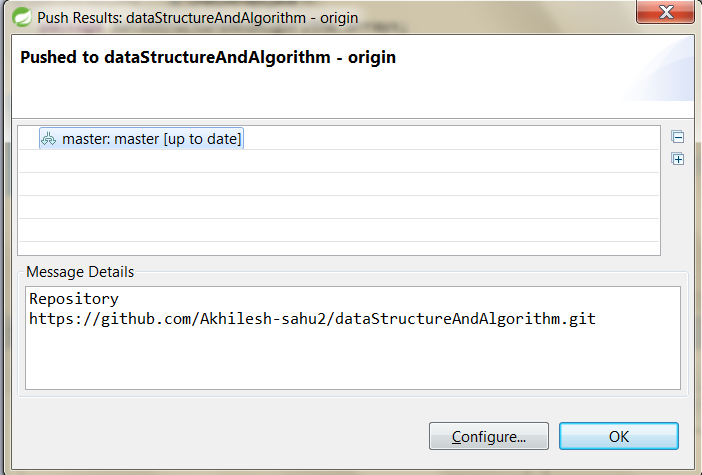 Push Results: dataStructureAndAlgorithm - origin
Pushed to dataStructureAndAlgorithm - origin
master: master [up to date]
Message Details
Repository
https://github.com/Akhilesh-sahu2/dataStructureAndAlgorithm.git
Configure...
OK